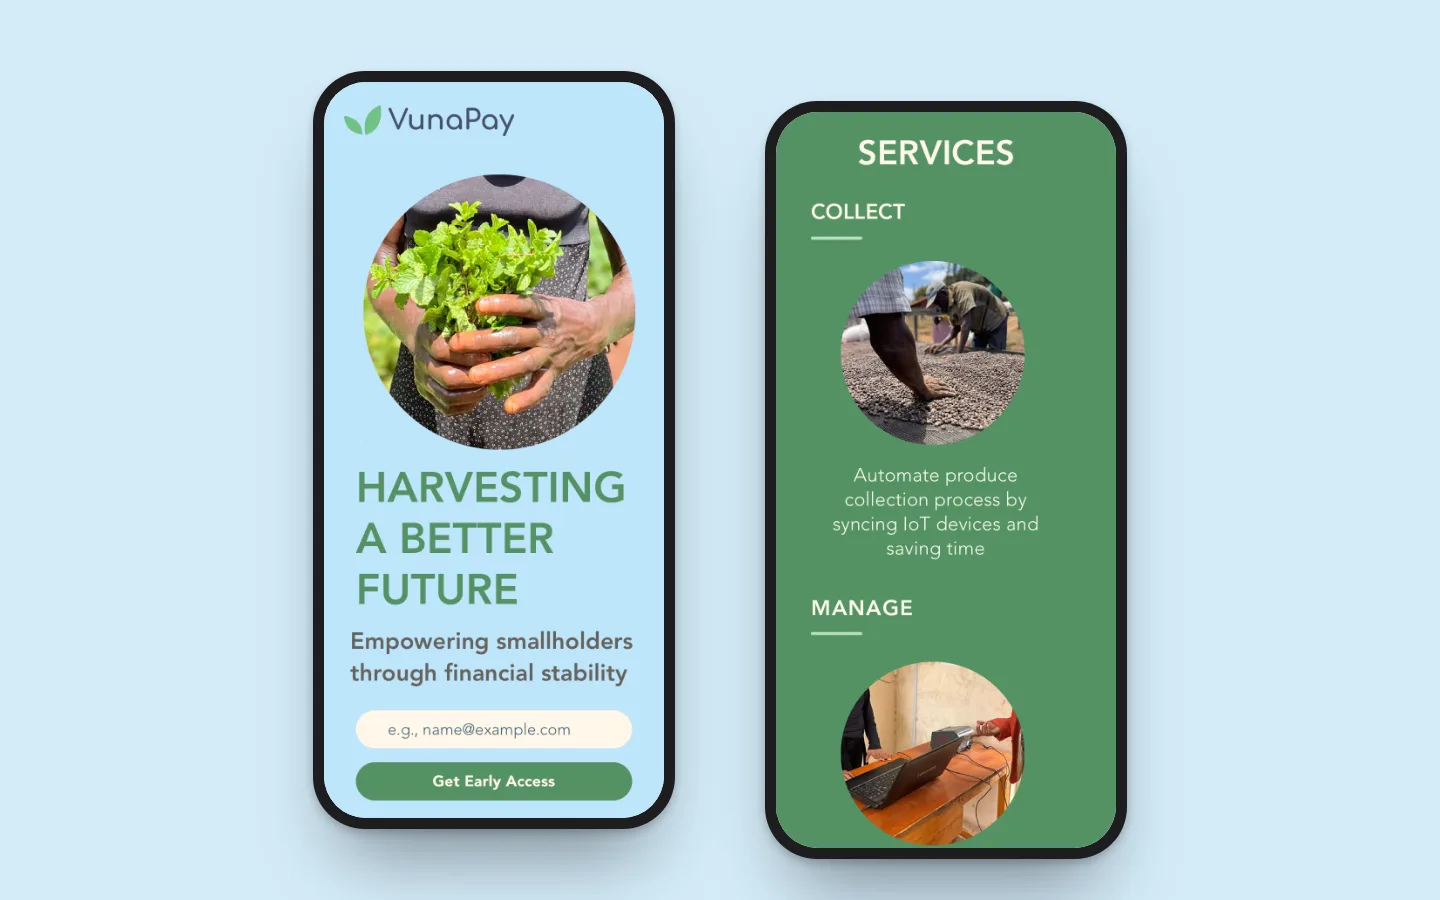 VunaPay
HARVESTING
A BETTER
FUTURE
Empowering smallholders
through financial stability
e.g., name@example.com
Get Early Access
SERVICES
COLLECT
Automate produce
collection process by
syncing IoT devices and
saving time
MANAGE